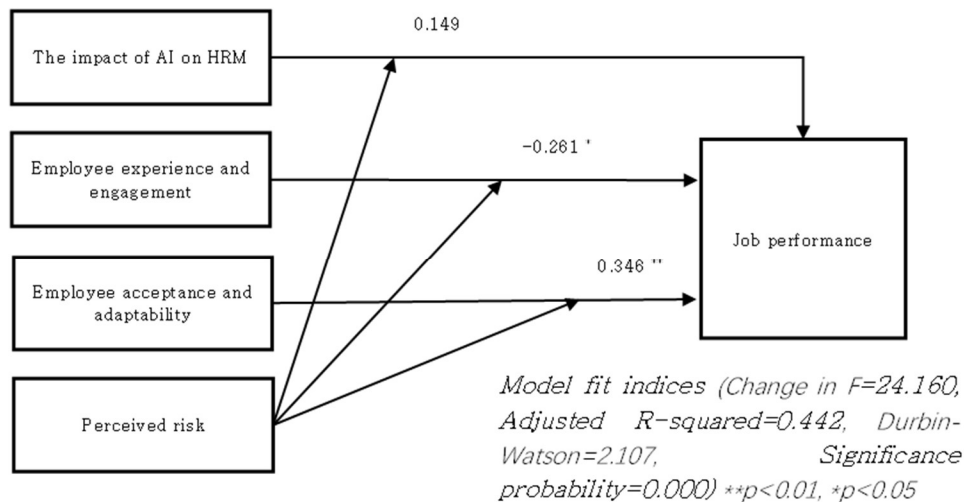 0.149
The impact of AI on HRM
-0.261 *
Employee experience and
engagement
Job performance
0.346 **
Employee acceptance and
adaptability
Perceived risk
Model fit indices (Change in F=24.160,
Adjusted R-squared=0.442, Durbin-
Watson=2.107, Significance
probability=0.000) **p<0.01, *p<0.05